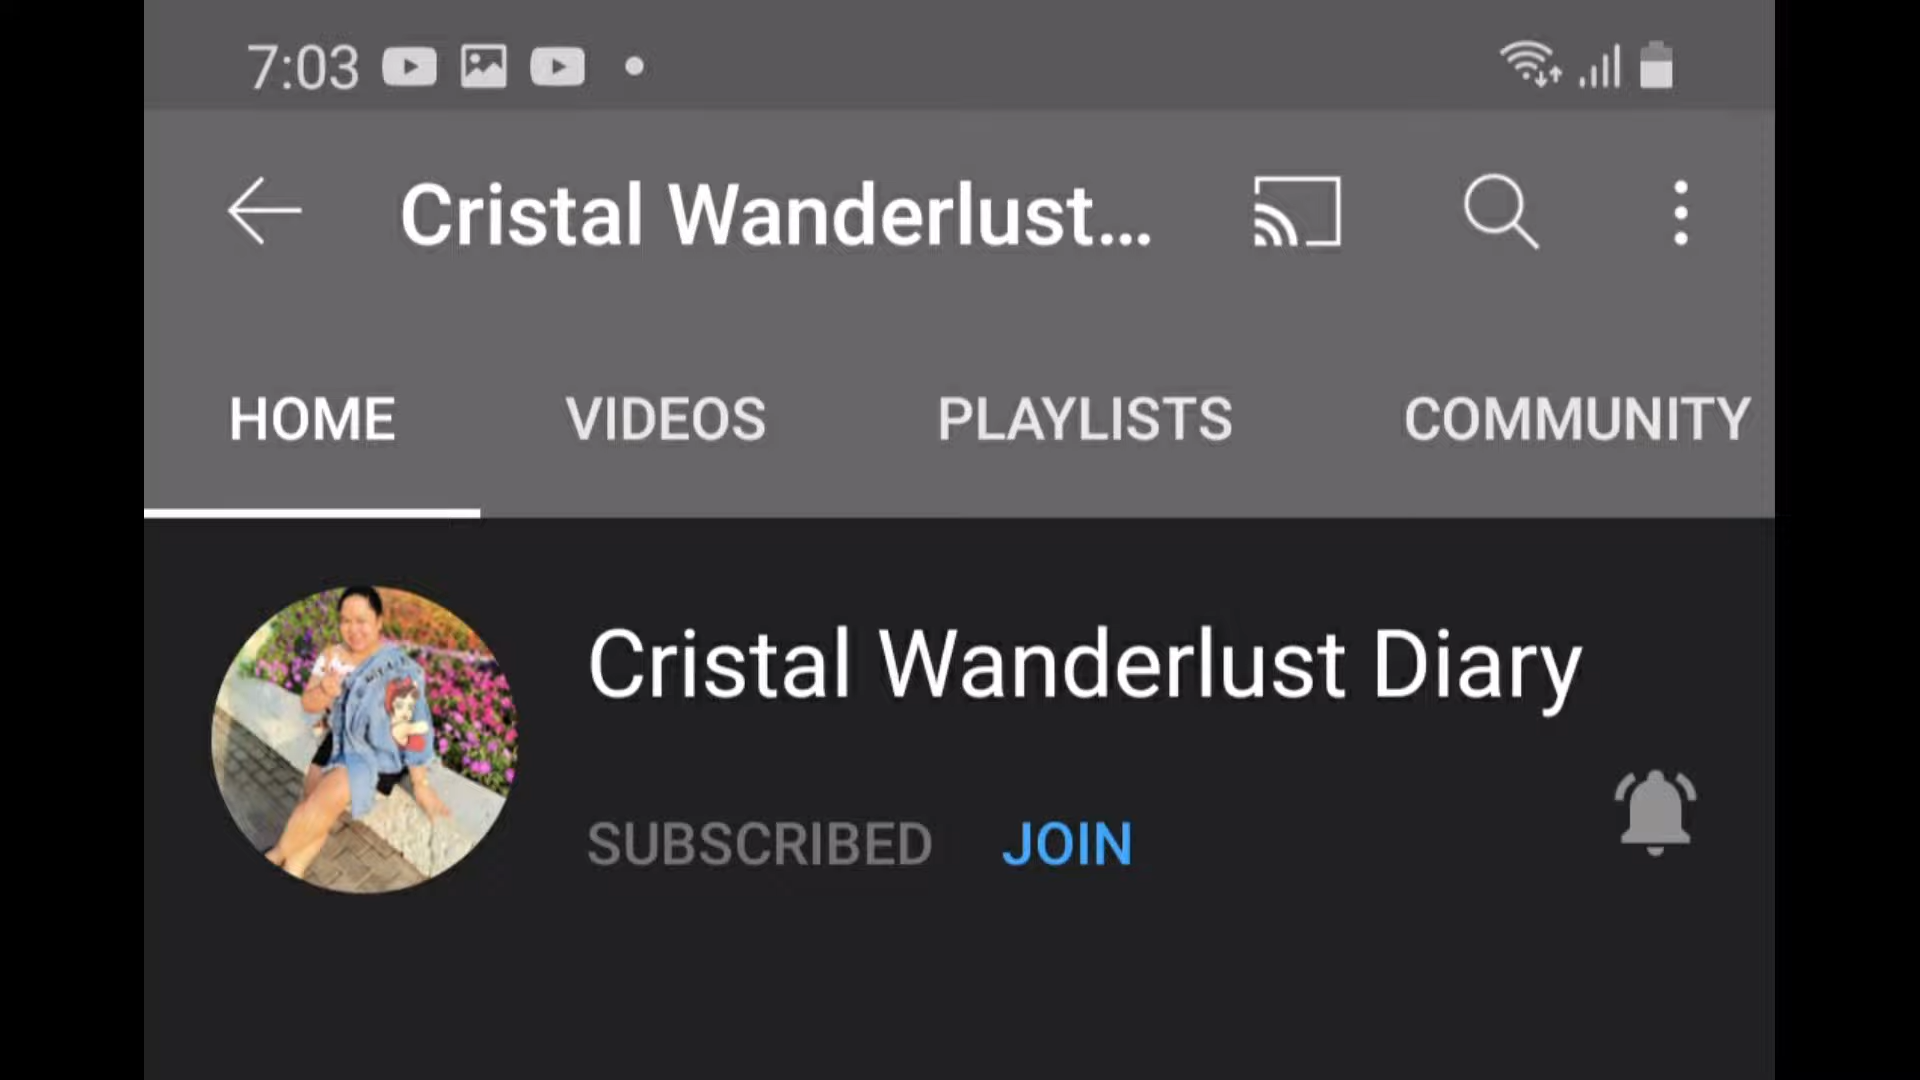 7:03
Cristal Wanderlust...
HOME VIDEOS PLAYLISTS COMMUNITY
Cristal Wanderlust Diary
SUBSCRIBED JOIN